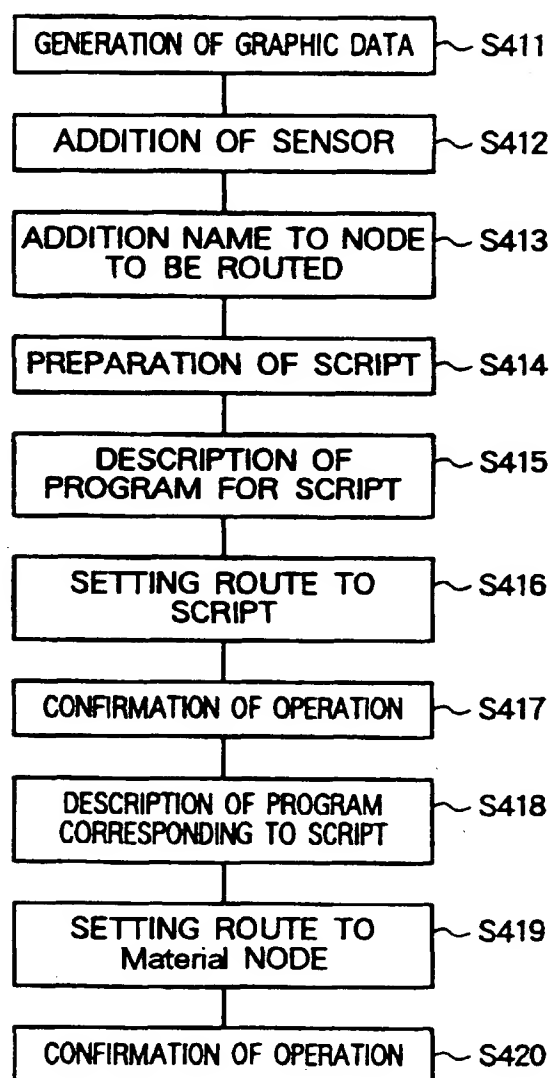 GENERATION OF GRAPHIC DATA S411
ADDITION OF SENSOR S412
ADDITION NAME TO NODE
TO BE ROUTED S413
PREPARATION OF SCRIPT S414
DESCRIPTION OF
PROGRAM FOR SCRIPT S415
SETTING ROUTE TO
SCRIPT S416
CONFIRMATION OF OPERATION S417
DESCRIPTION OF PROGRAM
CORRESPONDING TO SCRIPT S418
SETTING ROUTE TO
Material NODE S419
CONFIRMATION OF OPERATION S420